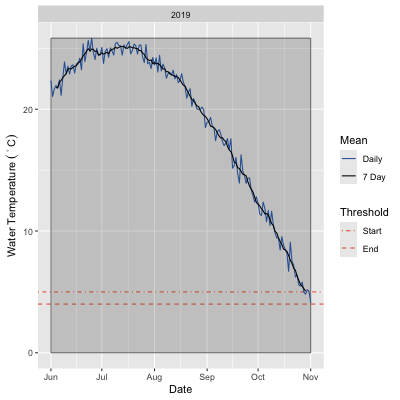 2019
Water Temperature ( °C)
20
10
0
Jun Jul Aug Sep Oct Nov
Date
Mean
Daily
7 Day
Threshold
Start
End